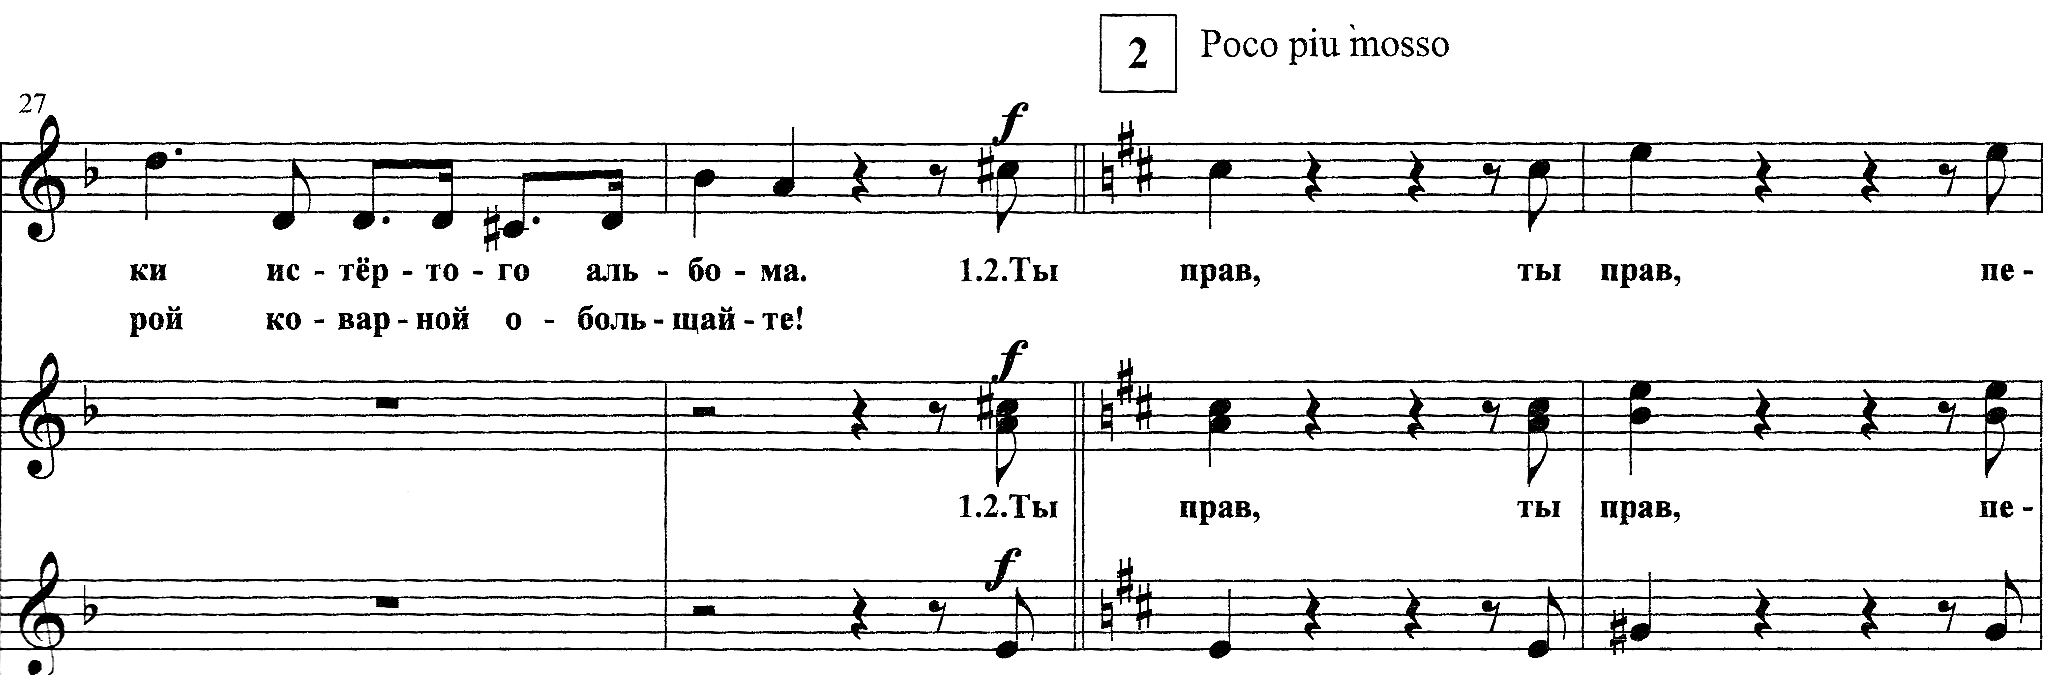 2 Poco piu mosso
27
f
ки ис - тёр - то - го аль - бо - ма. 1.2.Ты прав, ты прав, пе -
рой ко - вар - ной о - боль - щай - те!
f
1.2.Ты прав, ты прав, пе -
f